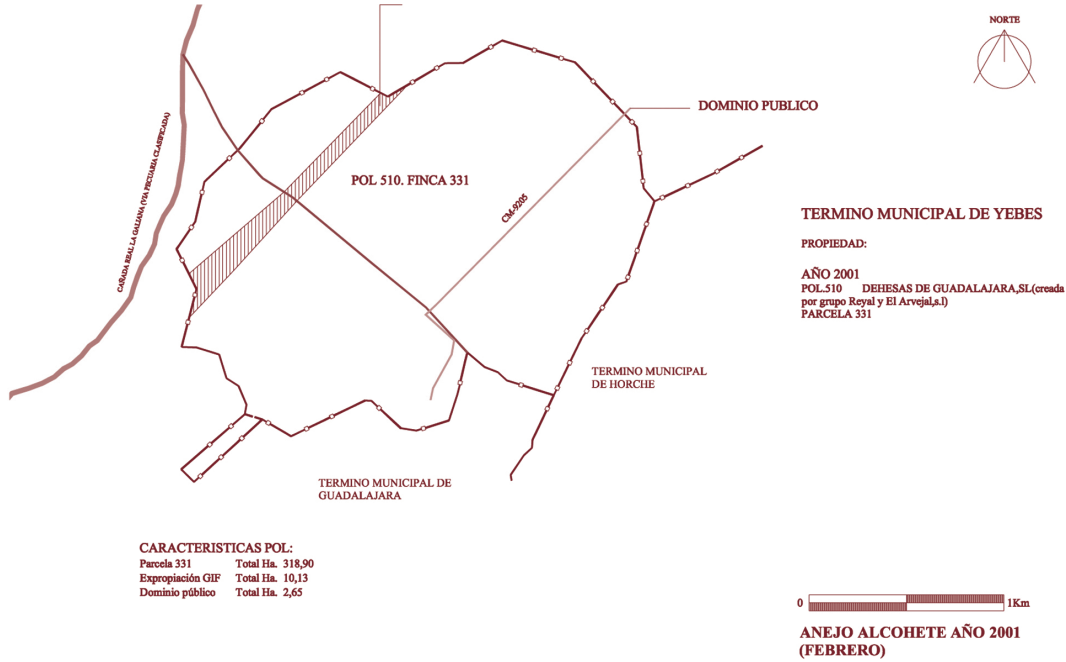 NORTE
DOMINIO PUBLICO
CAÑADA REAL LA GALIANA (VIA PECUARIA CLASIFICADA)
POL 510. FINCA 331
CM-9205
TERMINO MUNICIPAL DE YEBES
PROPIEDAD:
AÑO 2001
POL.510 DEHESAS DE GUADALAJARA,SL(creada
por grupo Reyal y El Arvejal,s.l)
PARCELA 331
TERMINO MUNICIPAL
DE HORCHE
TERMINO MUNICIPAL DE
GUADALAJARA
CARACTERISTICAS POL:
Parcela 331 Total Ha. 318,90
Expropiación GIF Total Ha. 10,13
Dominio público Total Ha. 2,65
0 1Km
ANEJO ALCOHETE AÑO 2001
(FEBRERO)